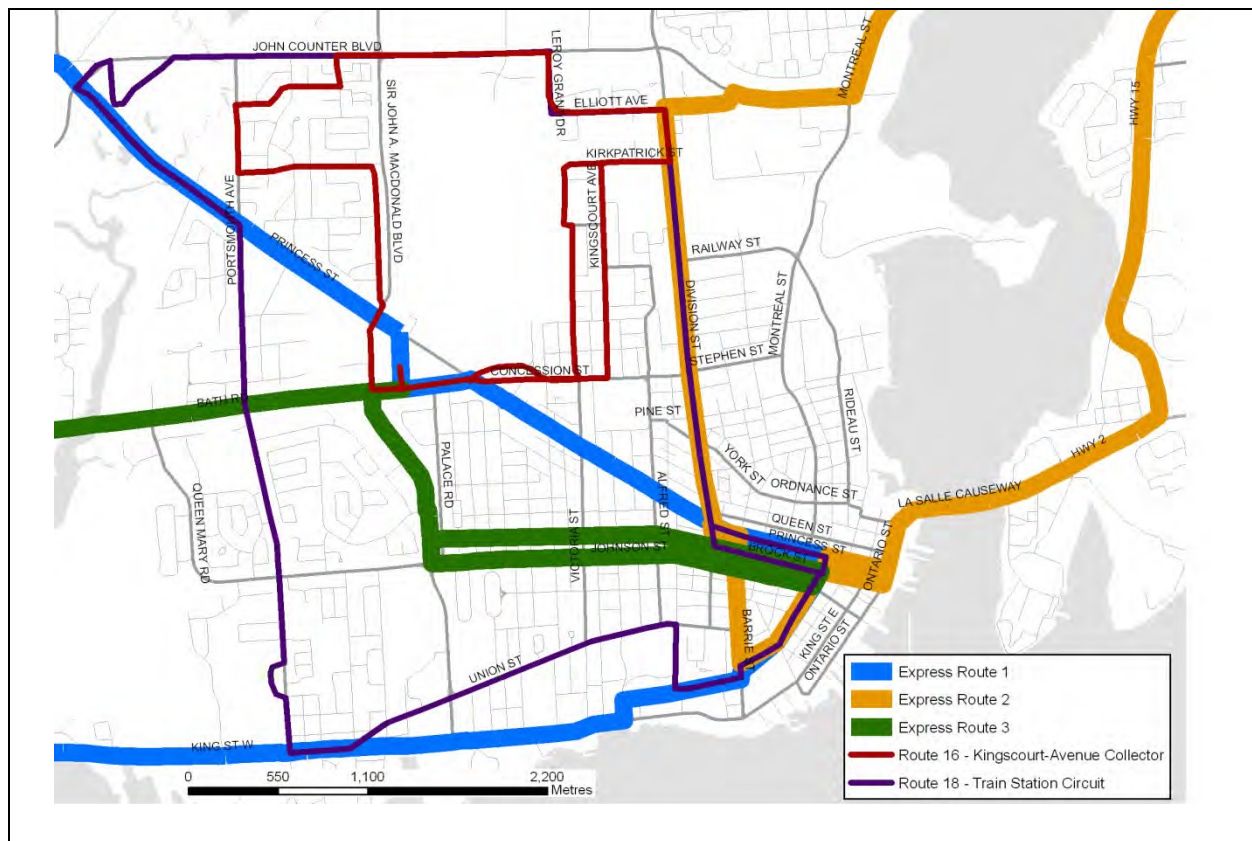 JOHN COUNTER BLVD
LEROY GRANT DR
MONTREAL ST
HWY 15
SIR JOHN A. MACDONALD BLVD
ELLIOTT AVE
KIRKPATRICK ST
KINGSCOURT AVE
PORTSMOUTH AVE
PRINCESS ST
RAILWAY ST
DIVISION ST
MONTREAL ST
STEPHEN ST
CONCESSION ST
RIDEAU ST
BATH RD
PINE ST
HWY 2
PALACE RD
YORK ST
ORDNANCE ST
LA SALLE CAUSEWAY
QUEEN MARY RD
ALFRED ST
VICTORIA ST
QUEEN ST
PRINCESS ST
BROCK ST
JOHNSON ST
ONTARIO ST
BARRIE ST
KING ST E
ONTARIO ST
UNION ST
KING ST W
0 550 1,100 2,200
Metres
Express Route 1
Express Route 2
Express Route 3
Route 16 - Kingscourt-Avenue Collector
Route 18 - Train Station Circuit